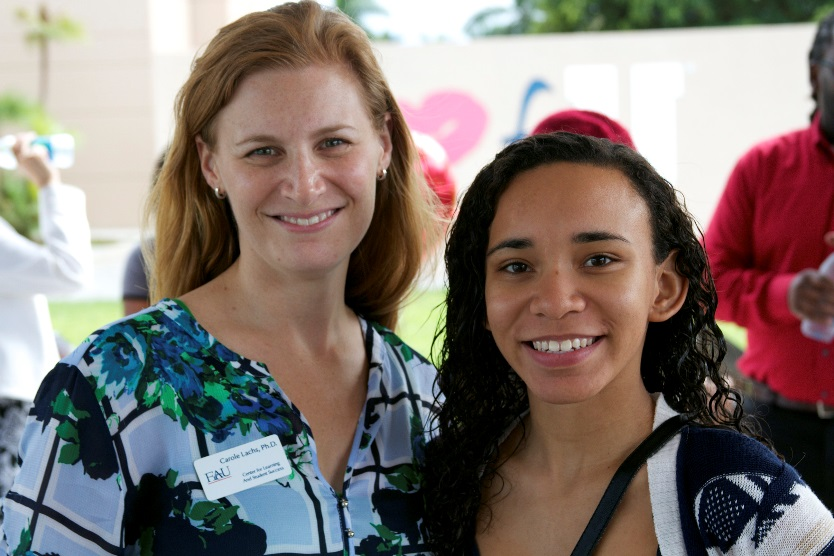 Carole Lachs, Ph.D.
FAU
Center for Learning
And Student Success
f